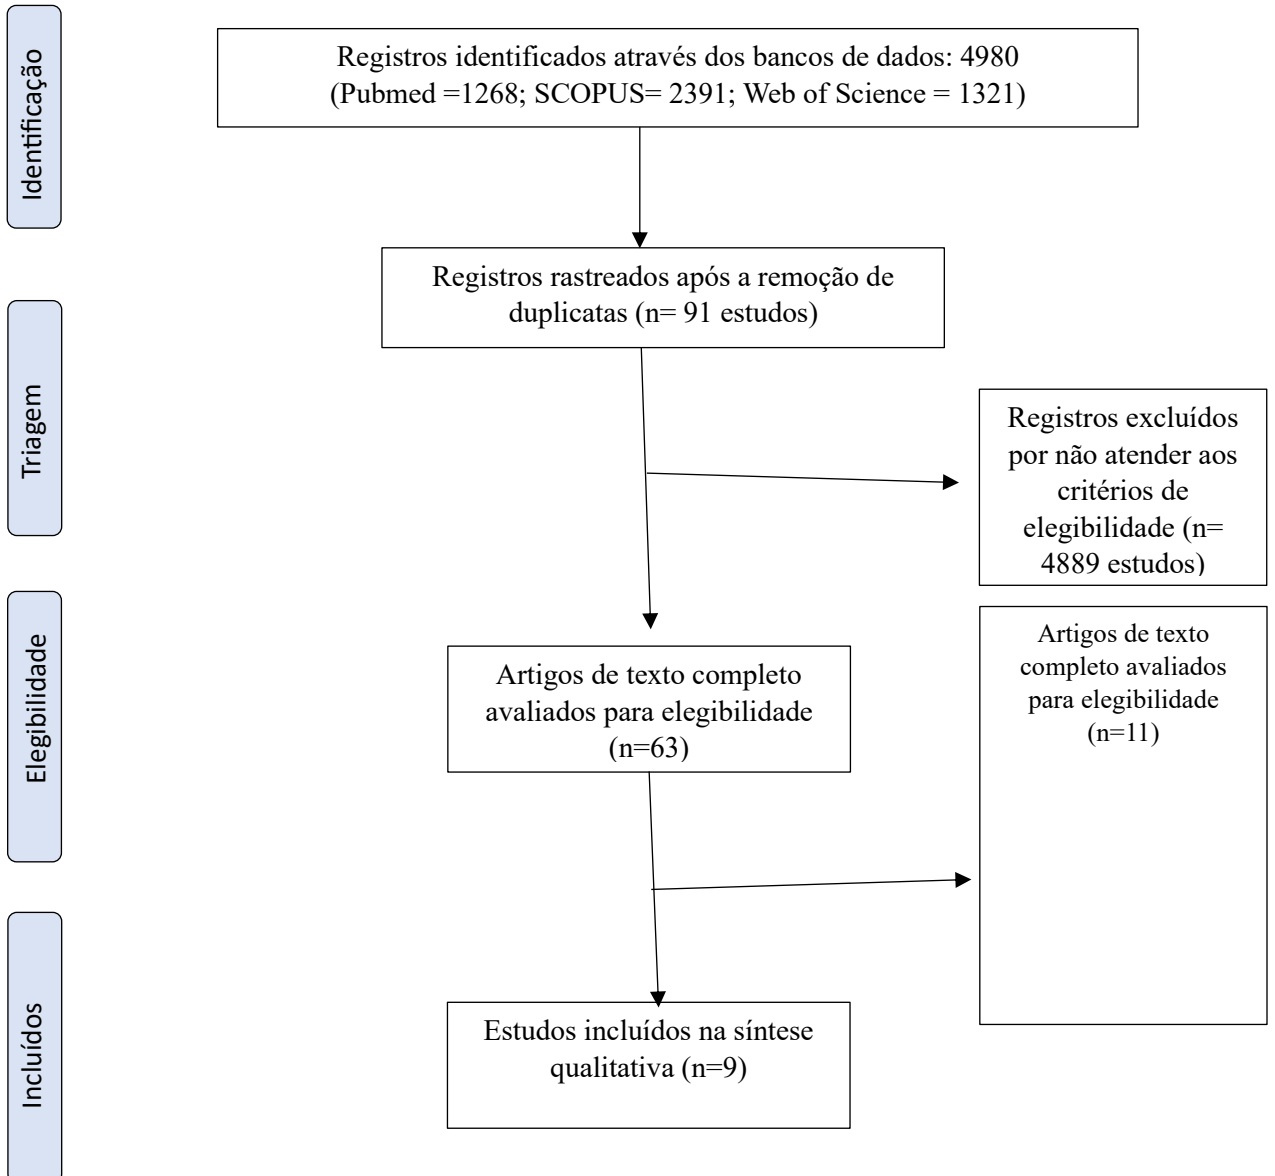 Identificação
Registros identificados através dos bancos de dados: 4980
(Pubmed =1268; SCOPUS= 2391; Web of Science = 1321)
Registros rastreados após a remoção de
duplicatas (n= 91 estudos)
Triagem
Registros excluídos
por não atender aos
critérios de
elegibilidade (n=
4889 estudos)
Elegibilidade
Artigos de texto completo
avaliados para elegibilidade
(n=63)
Artigos de texto
completo avaliados
para elegibilidade
(n=11)
Incluídos
Estudos incluídos na síntese
qualitativa (n=9)